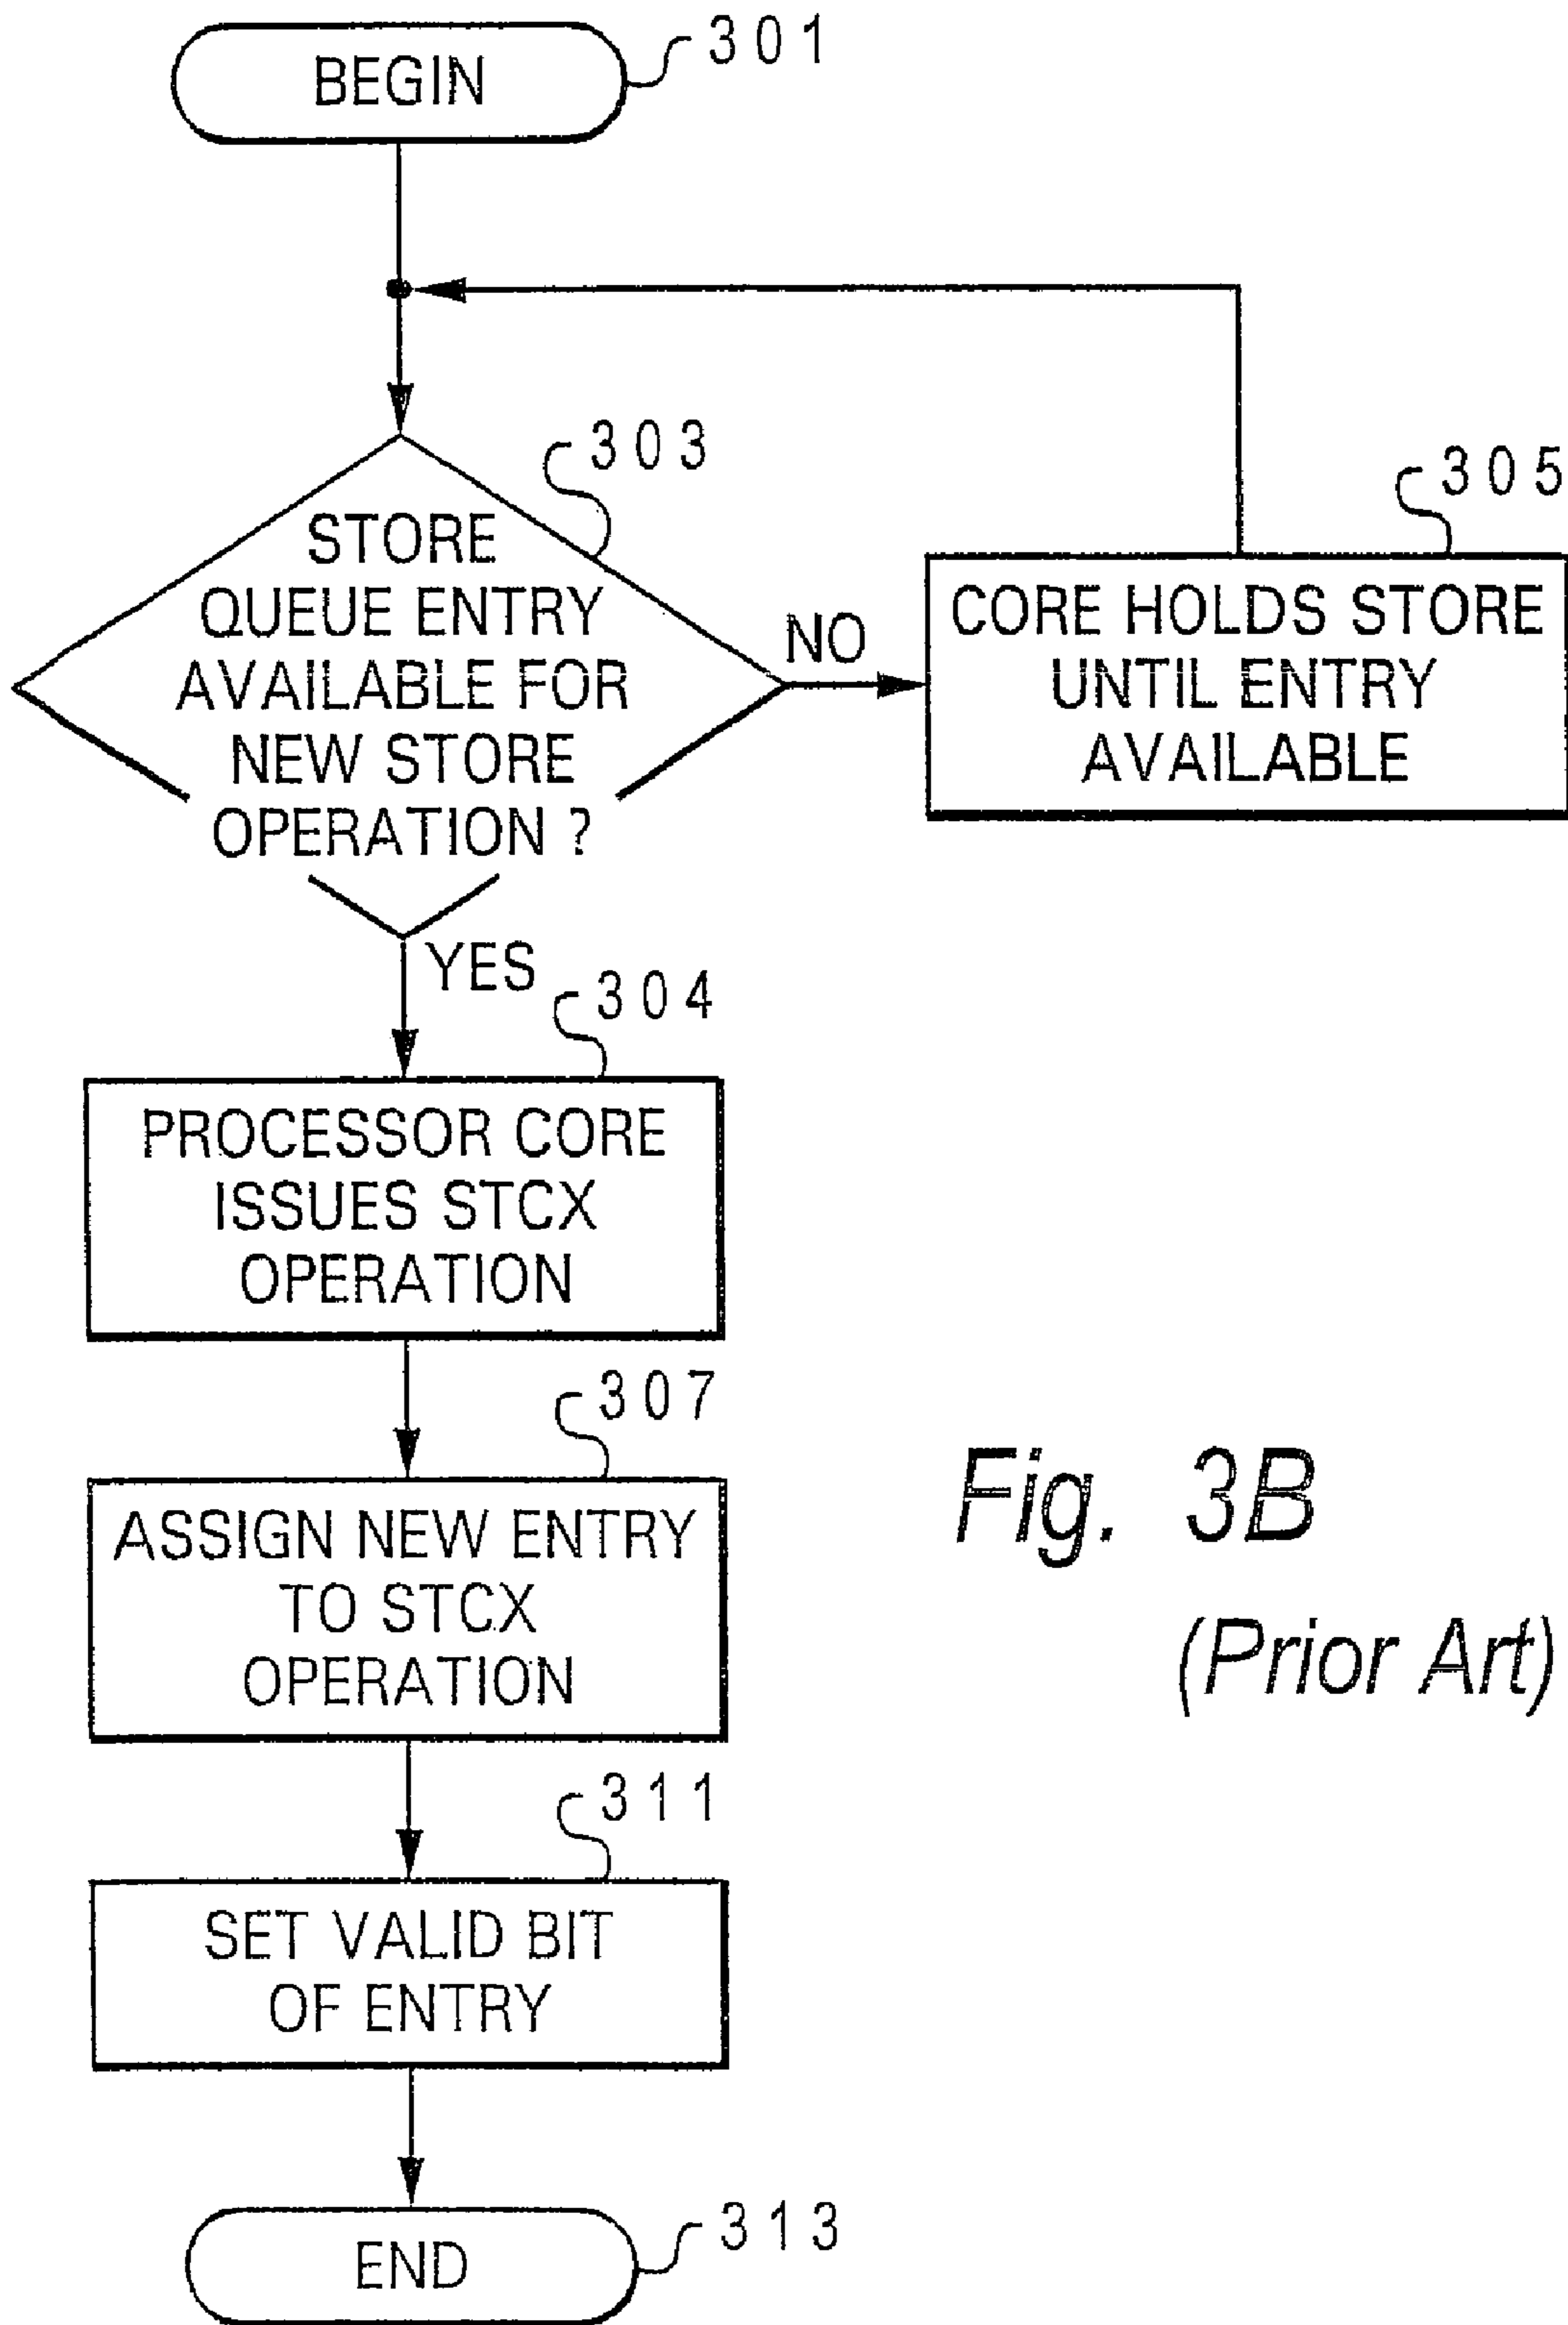 BEGIN
301
303
STORE
QUEUE ENTRY
AVAILABLE FOR
NEW STORE
OPERATION ?
NO
305
CORE HOLDS STORE
UNTIL ENTRY
AVAILABLE
YES
304
PROCESSOR CORE
ISSUES STCX
OPERATION
307
ASSIGN NEW ENTRY
TO STCX
OPERATION
311
SET VALID BIT
OF ENTRY
END
313
Fig. 3B
(Prior Art)